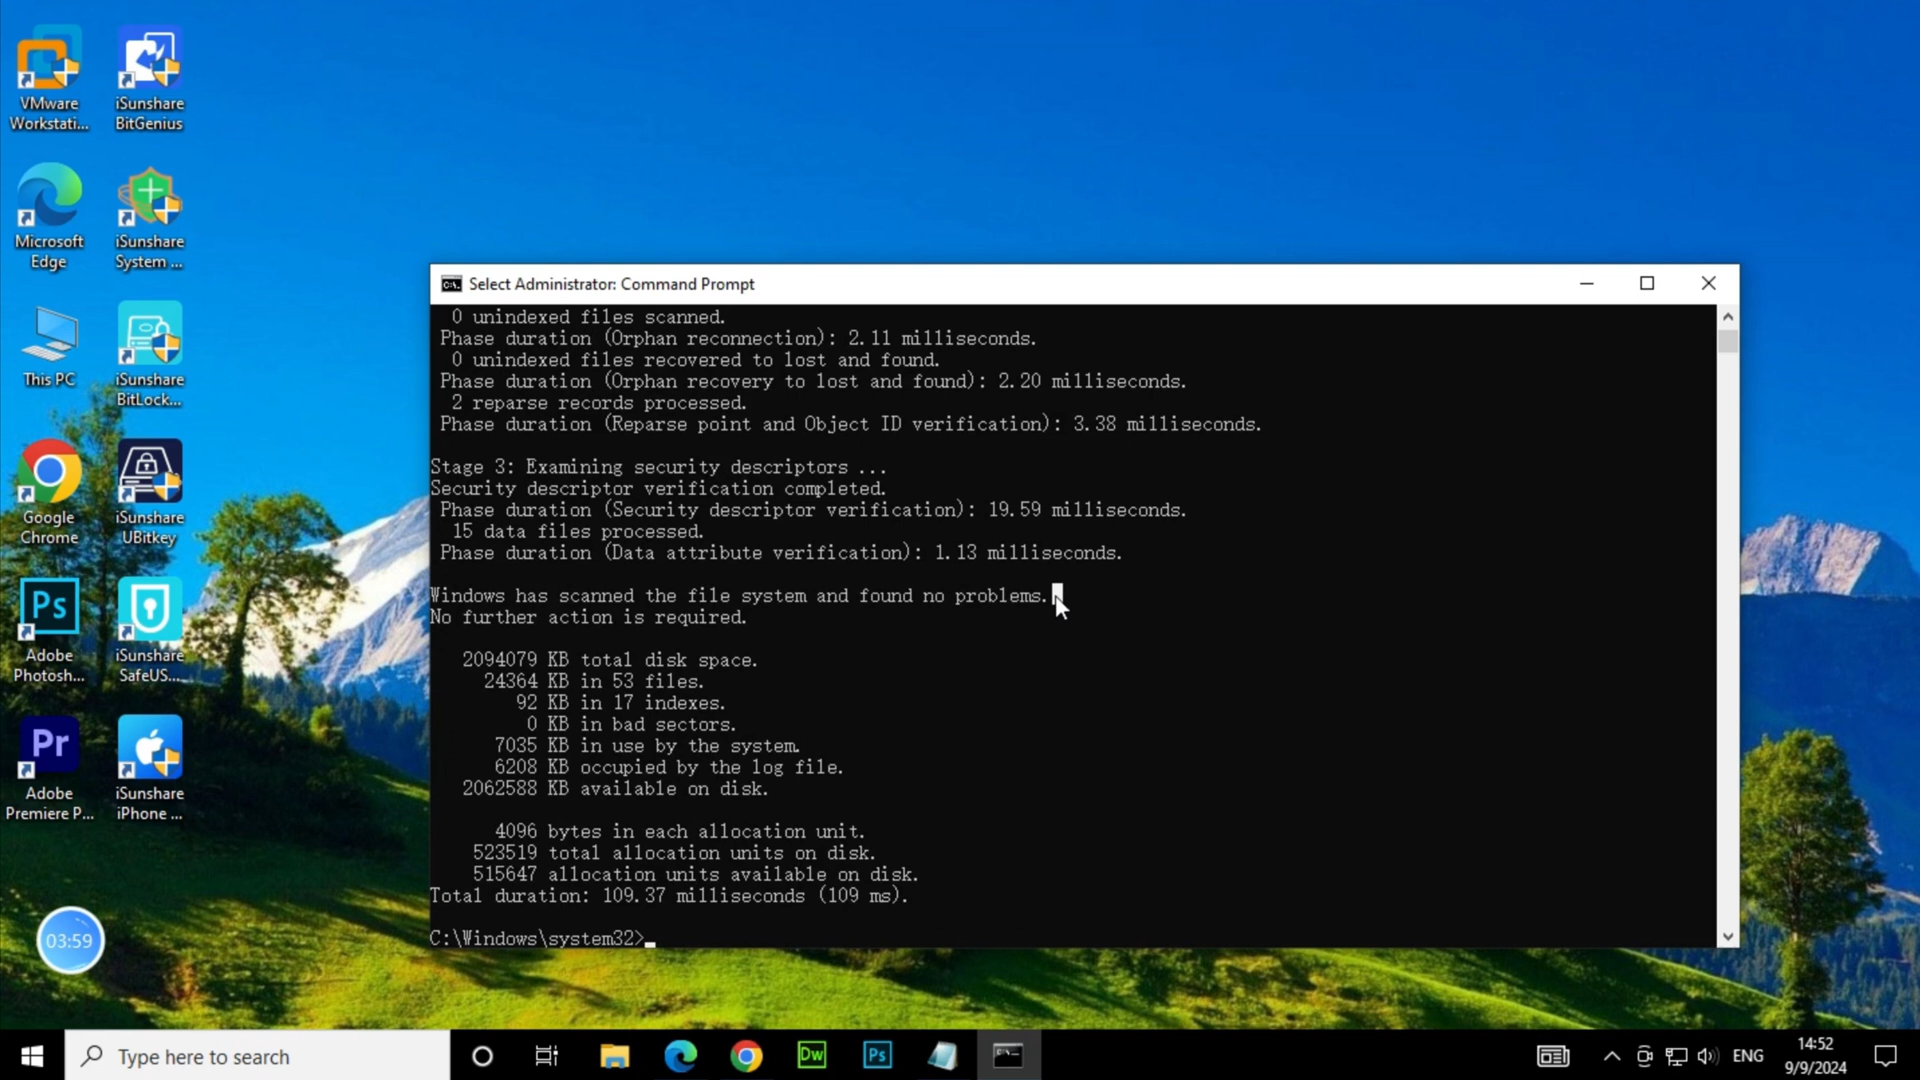 VMware
Workstati...
iSunshare
BitGenius
Microsoft
Edge
iSunshare
System ...
This PC
iSunshare
BitLock...
Google
Chrome
iSunshare
UBitkey
Ps
Adobe
Photosh...
iSunshare
SafeUS...
Pr
Adobe
Premiere P...
iSunshare
iPhone ...
03:59
Select Administrator: Command Prompt
0 unindexed files scanned.
Phase duration (Orphan reconnection): 2.11 milliseconds.
0 unindexed files recovered to lost and found.
Phase duration (Orphan recovery to lost and found): 2.20 milliseconds.
2 reparse records processed.
Phase duration (Reparse point and Object ID verification): 3.38 milliseconds.
Stage 3: Examining security descriptors ...
Security descriptor verification completed.
Phase duration (Security descriptor verification): 19.59 milliseconds.
15 data files processed.
Phase duration (Data attribute verification): 1.13 milliseconds.
Windows has scanned the file system and found no problems.
No further action is required.
2094079 KB total disk space.
24364 KB in 53 files.
92 KB in 17 indexes.
0 KB in bad sectors.
7035 KB in use by the system.
6208 KB occupied by the log file.
2062588 KB available on disk.
4096 bytes in each allocation unit.
523519 total allocation units on disk.
515647 allocation units available on disk.
Total duration: 109.37 milliseconds (109 ms).
C:\Windows\system32>
Type here to search
Dw
Ps
ENG
14:52
9/9/2024